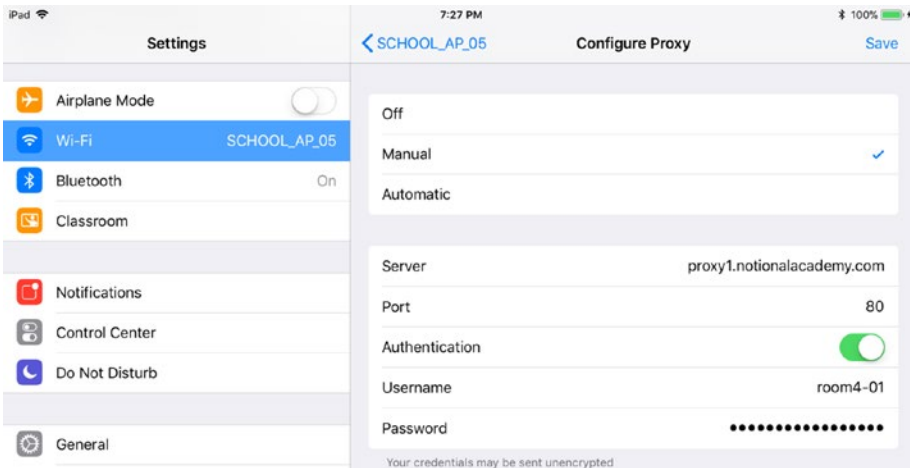 iPad 7:27 PM 100%
Settings
SCHOOL_AP_05 Configure Proxy Save
Airplane Mode
Wi-Fi SCHOOL_AP_05
Bluetooth On
Classroom
Notifications
Control Center
Do Not Disturb
General
Off
Manual
Automatic
Server proxy1.notionalacademy.com
Port 80
Authentication
Username room4-01
Password •••••••••••••••••
Your credentials may be sent unencrypted